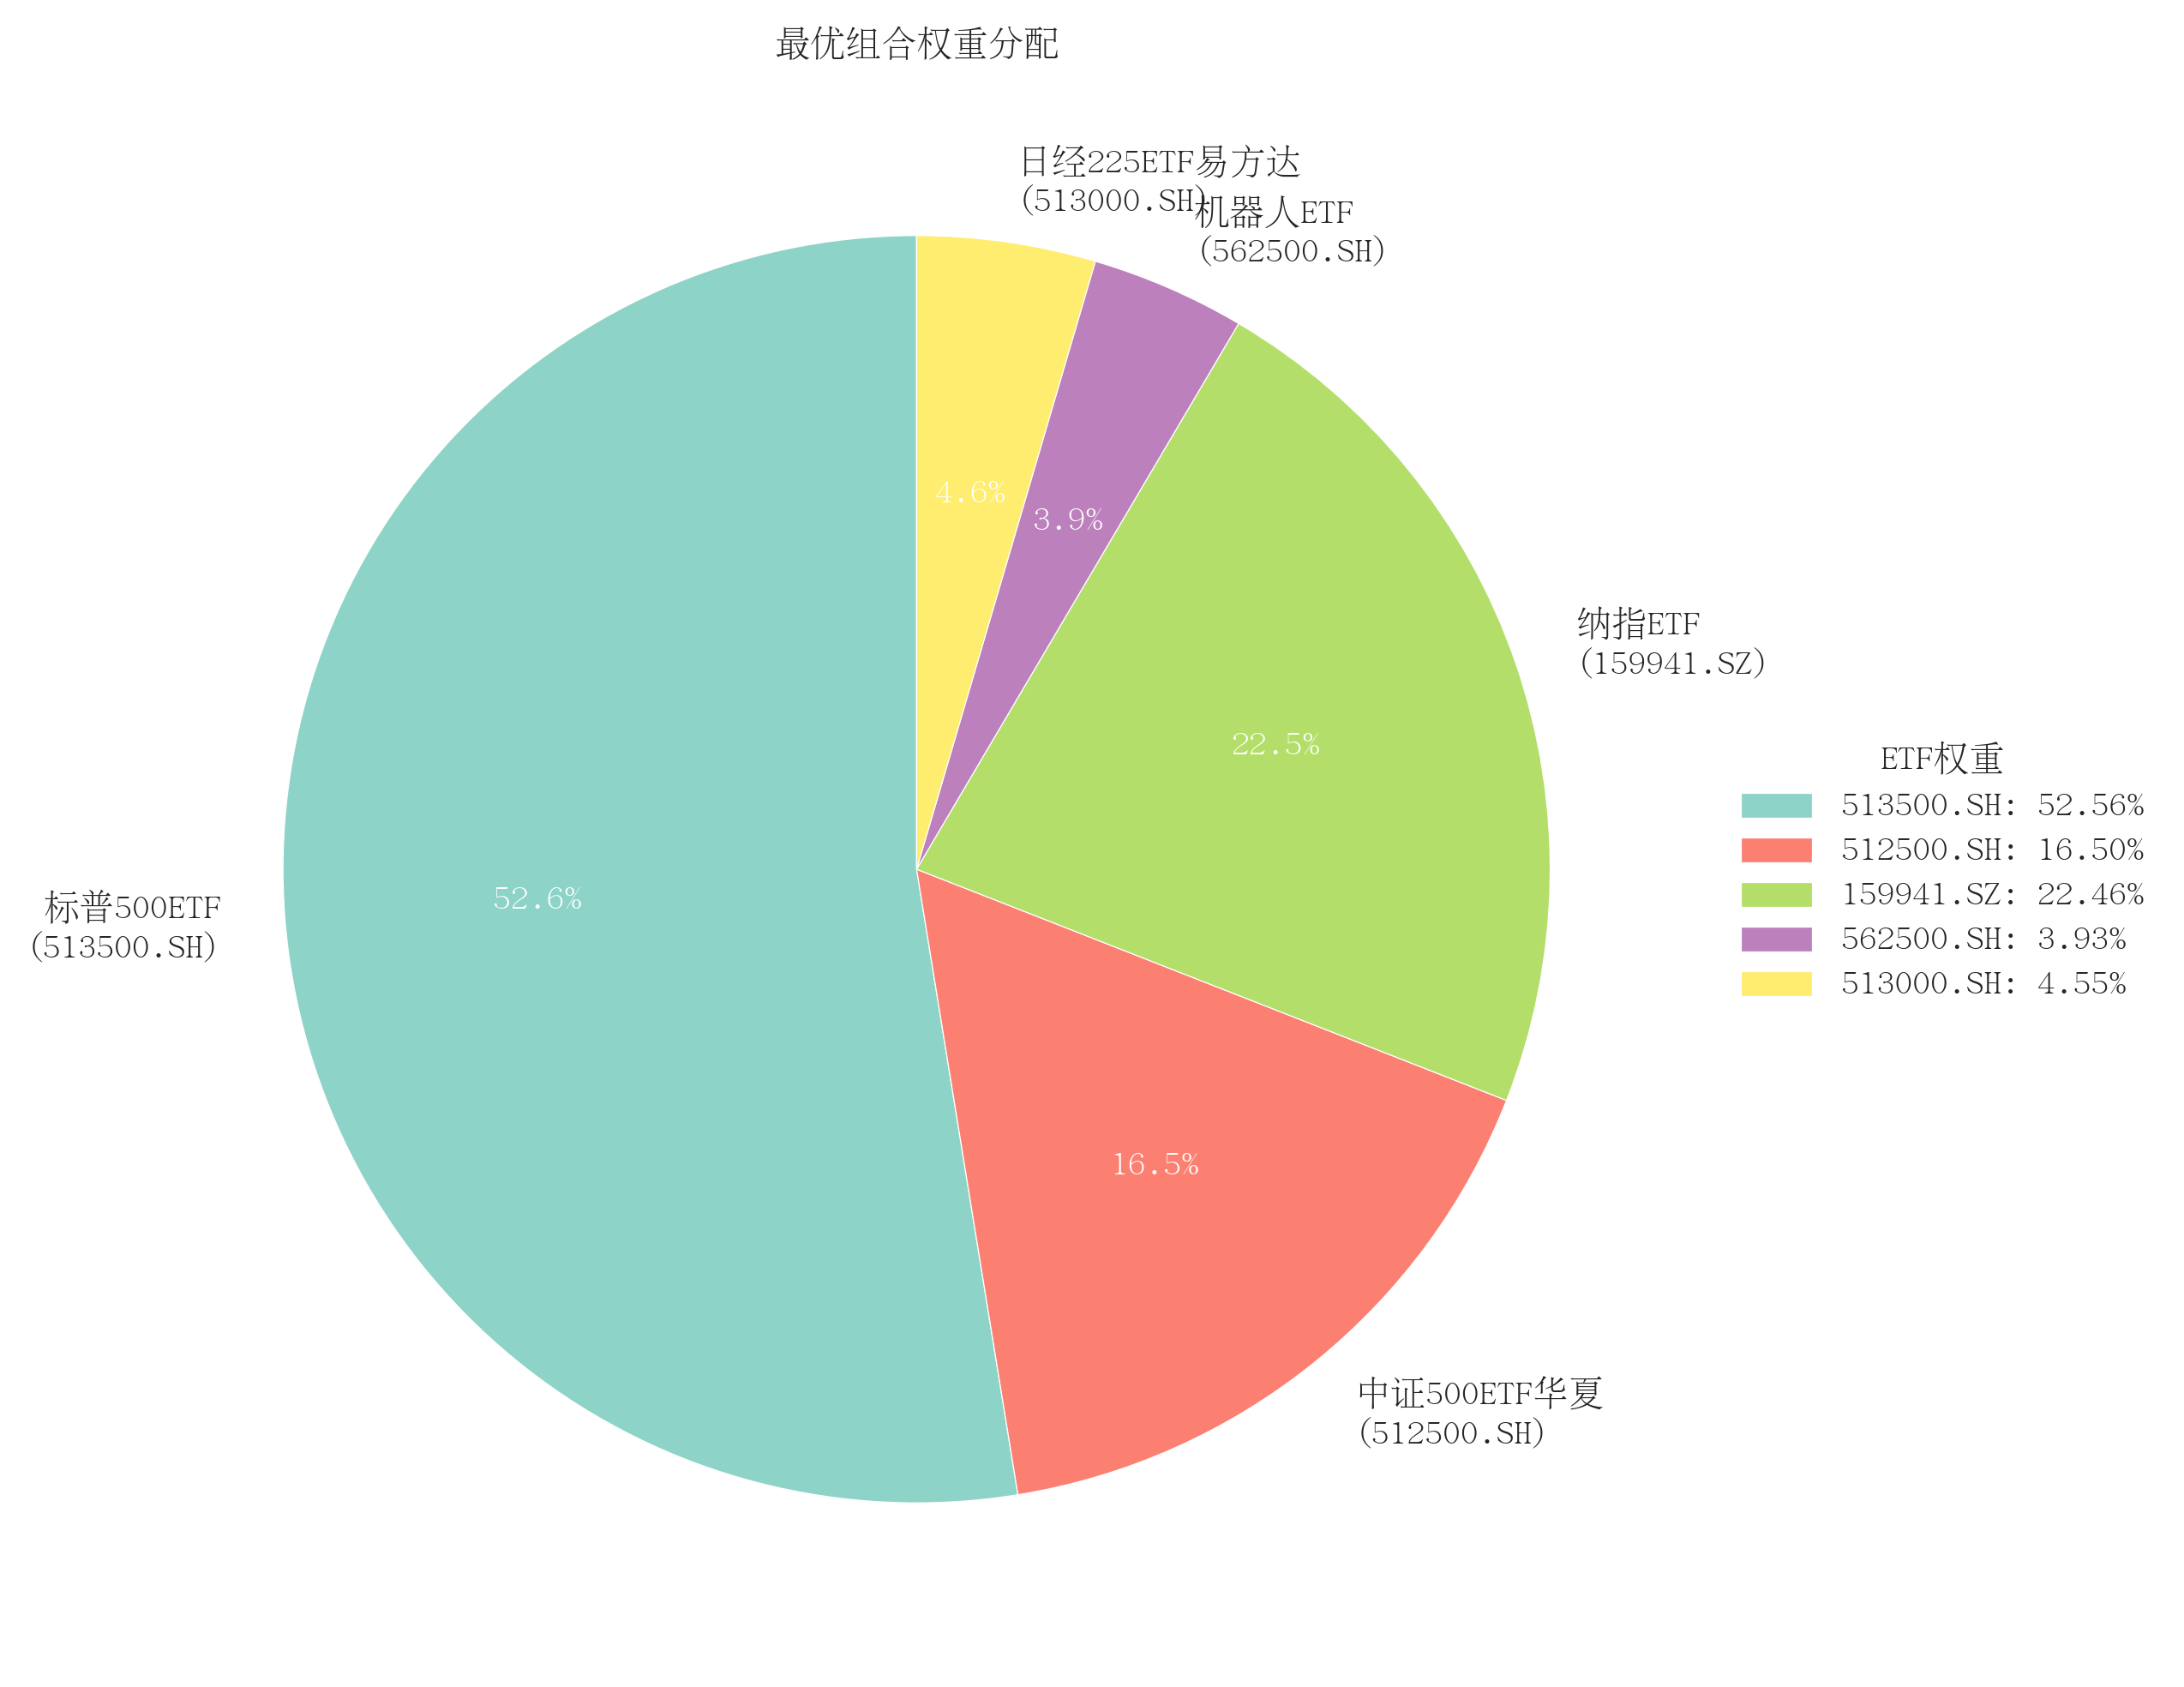 最优组合权重分配
日经225ETF易方达
(513000.SH)
机器人ETF
(562500.SH)
4.6%
3.9%
纳指ETF
(159941.SZ)
22.5%
ETF权重
513500.SH: 52.56%
512500.SH: 16.50%
159941.SZ: 22.46%
562500.SH: 3.93%
513000.SH: 4.55%
标普500ETF
(513500.SH)
52.6%
16.5%
中证500ETF华夏
(512500.SH)